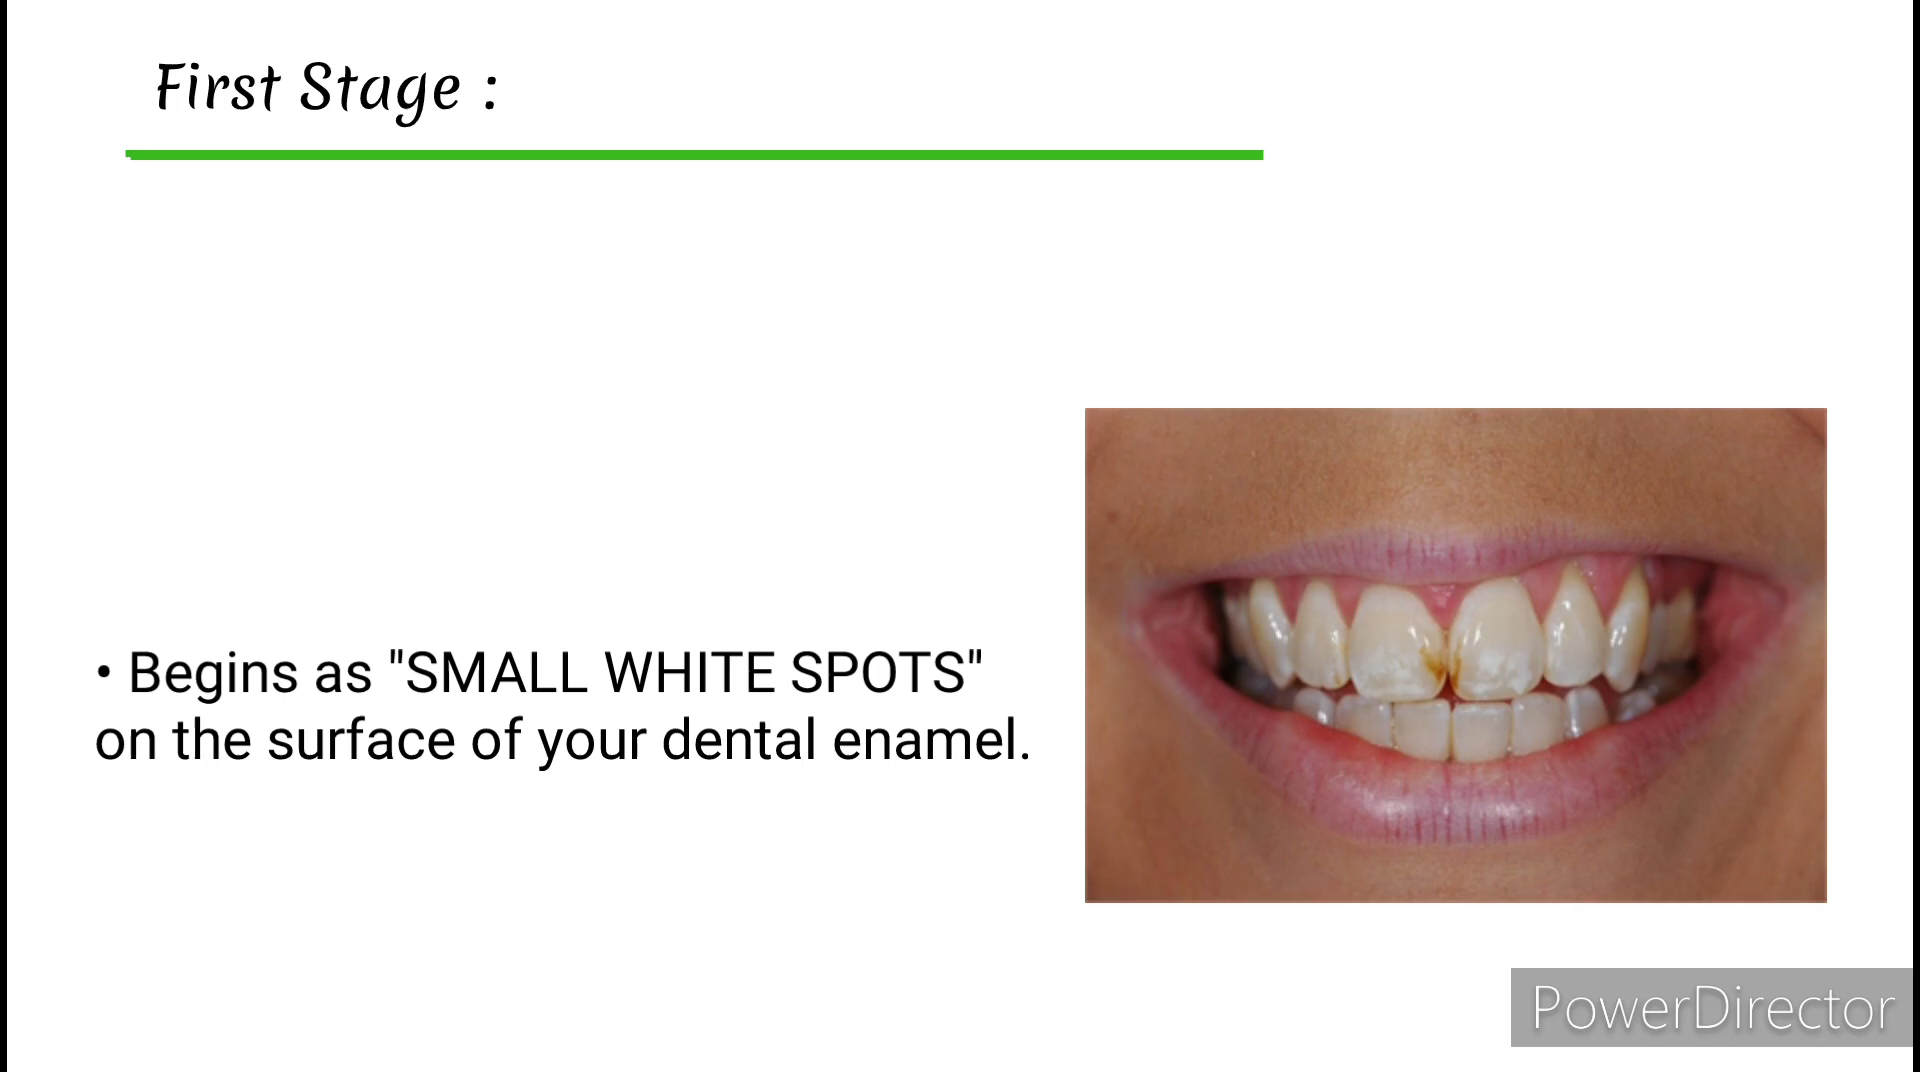 First Stage :
• Begins as "SMALL WHITE SPOTS"
on the surface of your dental enamel.
PowerDirector